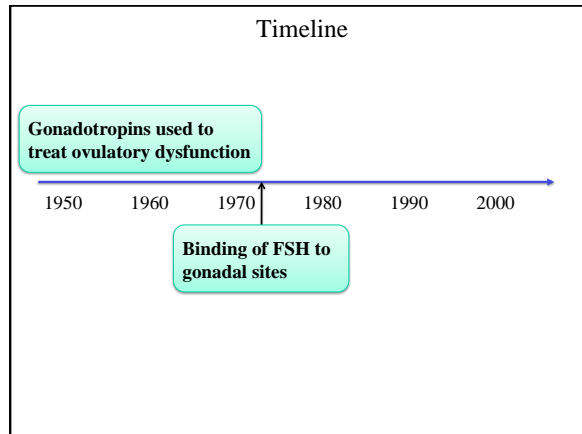 Timeline
Gonadotropins used to
treat ovulatory dysfunction
1950 1960 1970 1980 1990 2000
Binding of FSH to
gonadal sites